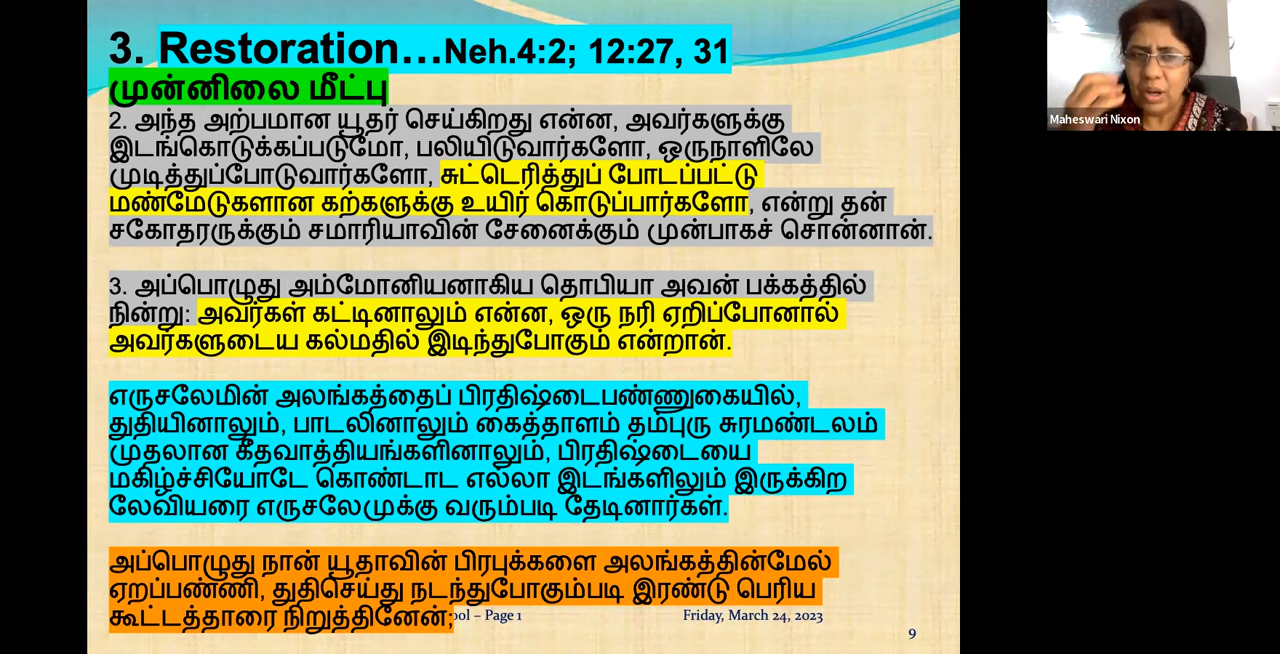 3. Restoration…Neh.4:2; 12:27, 31
முன்னிலை மீட்பு
2. அந்த அற்பமான யூதர் செய்கிறது என்ன, அவர்களுக்கு
இடங்கொடுக்கப்படுமோ, பலியிடுவார்களோ, ஒருநாளிலே
முடித்துப்போடுவார்களோ, சுட்டெரித்துப் போடப்பட்டு
மண்மேடுகளான கற்களுக்கு உயிர் கொடுப்பார்களோ, என்று தன்
சகோதரருக்கும் சமாரியாவின் சேனைக்கும் முன்பாகச் சொன்னான்.
3. அப்பொழுது அம்மோனியனாகிய தொபியா அவன் பக்கத்தில்
நின்று: அவர்கள் கட்டினாலும் என்ன, ஒரு நரி ஏறிப்போனால்
அவர்களுடைய கல்மதில் இடிந்துபோகும் என்றான்.
எருசலேமின் அலங்கத்தைப் பிரதிஷ்டைபண்ணுகையில்,
துதியினாலும், பாடலினாலும் கைத்தாளம் தம்புரு சுரமண்டலம்
முதலான கீதவாத்தியங்களினாலும், பிரதிஷ்டையை
மகிழ்ச்சியோடே கொண்டாட எல்லா இடங்களிலும் இருக்கிற
லேவியரை எருசலேமுக்கு வரும்படி தேடினார்கள்.
அப்பொழுது நான் யூதாவின் பிரபுக்களை அலங்கத்தின்மேல்
ஏறப்பண்ணி, துதிசெய்து நடந்துபோகும்படி இரண்டு பெரிய
கூட்டத்தாரை நிறுத்தினேன்;
– Page 1
Friday, March 24, 2023
9
Maheswari Nixon